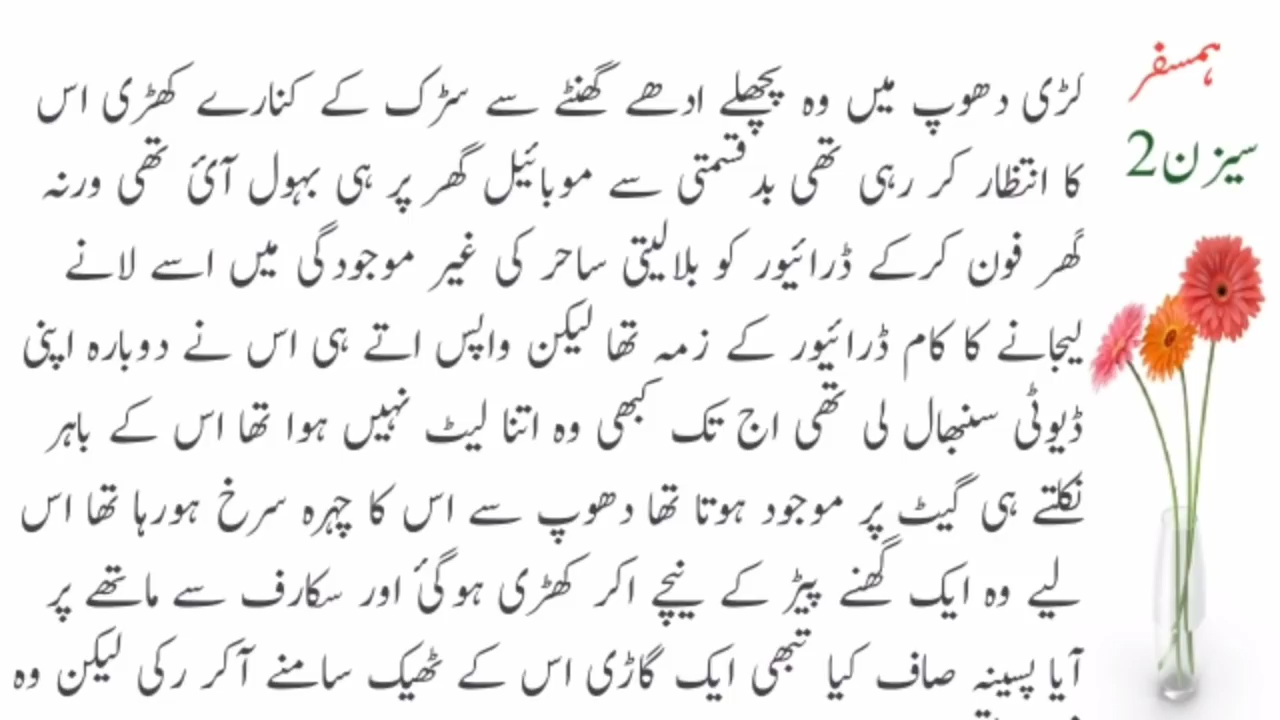 ہمسفر
سیزن2
کڑی دھوپ میں وہ پچھلے ادھے گھنٹے سے سڑک کے کنارے کھڑی اس
کا انتظار کر رہی تھی بدقسمتی سے موبائیل گھر پر ہی بہول آئ تھی ورنہ
گھر فون کرکے ڈرائیور کو بلالیتی ساحر کی غیر موجودگی میں اسے لانے
لیجانے کا کام ڈرائیور کے زمہ تھا لیکن واپس اتے ہی اس نے دوبارہ اپنی
ڈیوٹی سنبھال لی تھی اج تک کبھی وہ اتنا لیٹ نہیں ہوا تھا اس کے باہر
نکلتے ہی گیٹ پر موجود ہوتا تھا دھوپ سے اس کا چہرہ سرخ ہورہا تھا اس
لیے وہ ایک گھنے پیڑ کے نیچے اکر کھڑی ہوگئ اور سکارف سے ماتھے پر
آیا پسینہ صاف کیا تبھی ایک گاڑی اس کے ٹھیک سامنے آکر رکی لیکن وہ